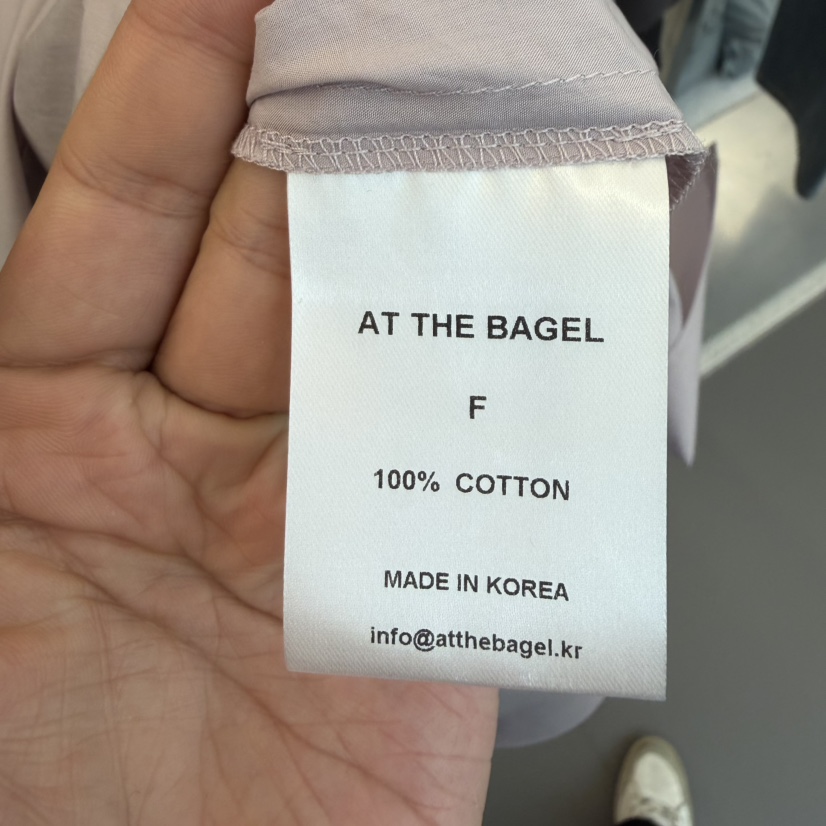 AT THE BAGEL
F
100% COTTON
MADE IN KOREA
info@atthebagel.kr